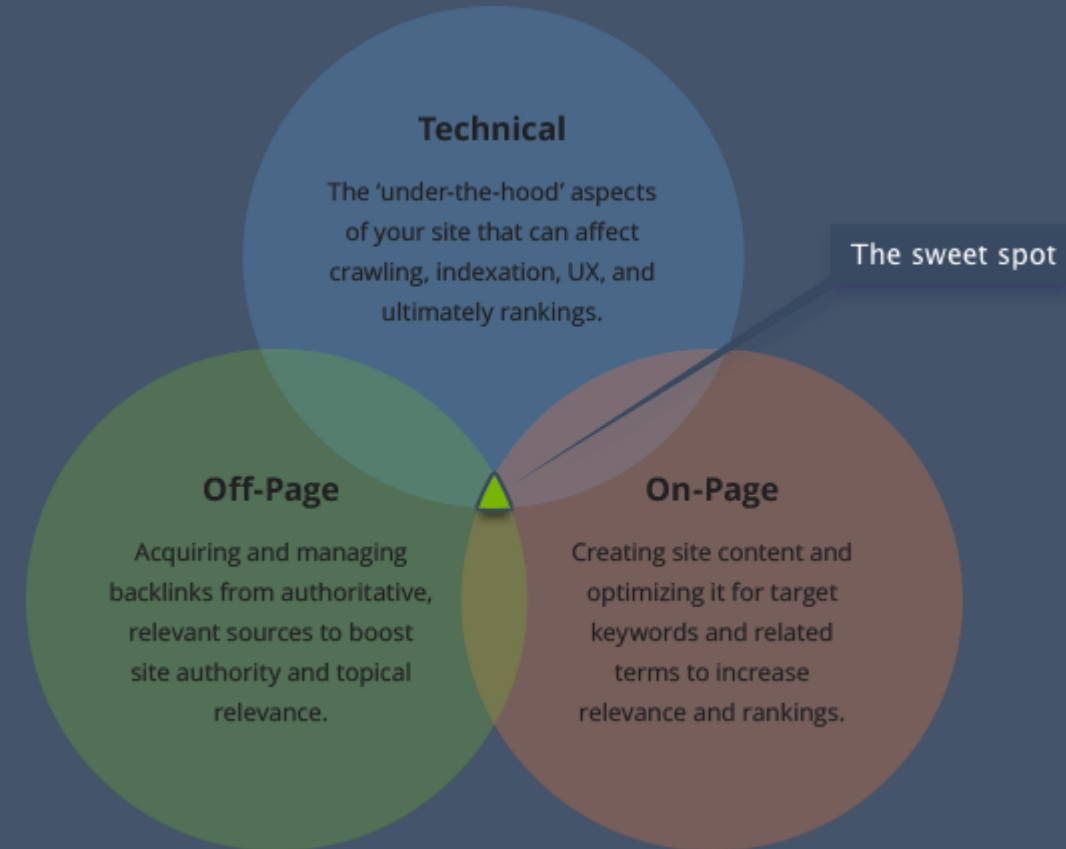 Technical
The ‘under-the-hood’ aspects
of your site that can affect
crawling, indexation, UX, and
ultimately rankings.
The sweet spot
Off-Page
Acquiring and managing
backlinks from authoritative,
relevant sources to boost
site authority and topical
relevance.
On-Page
Creating site content and
optimizing it for target
keywords and related
terms to increase
relevance and rankings.